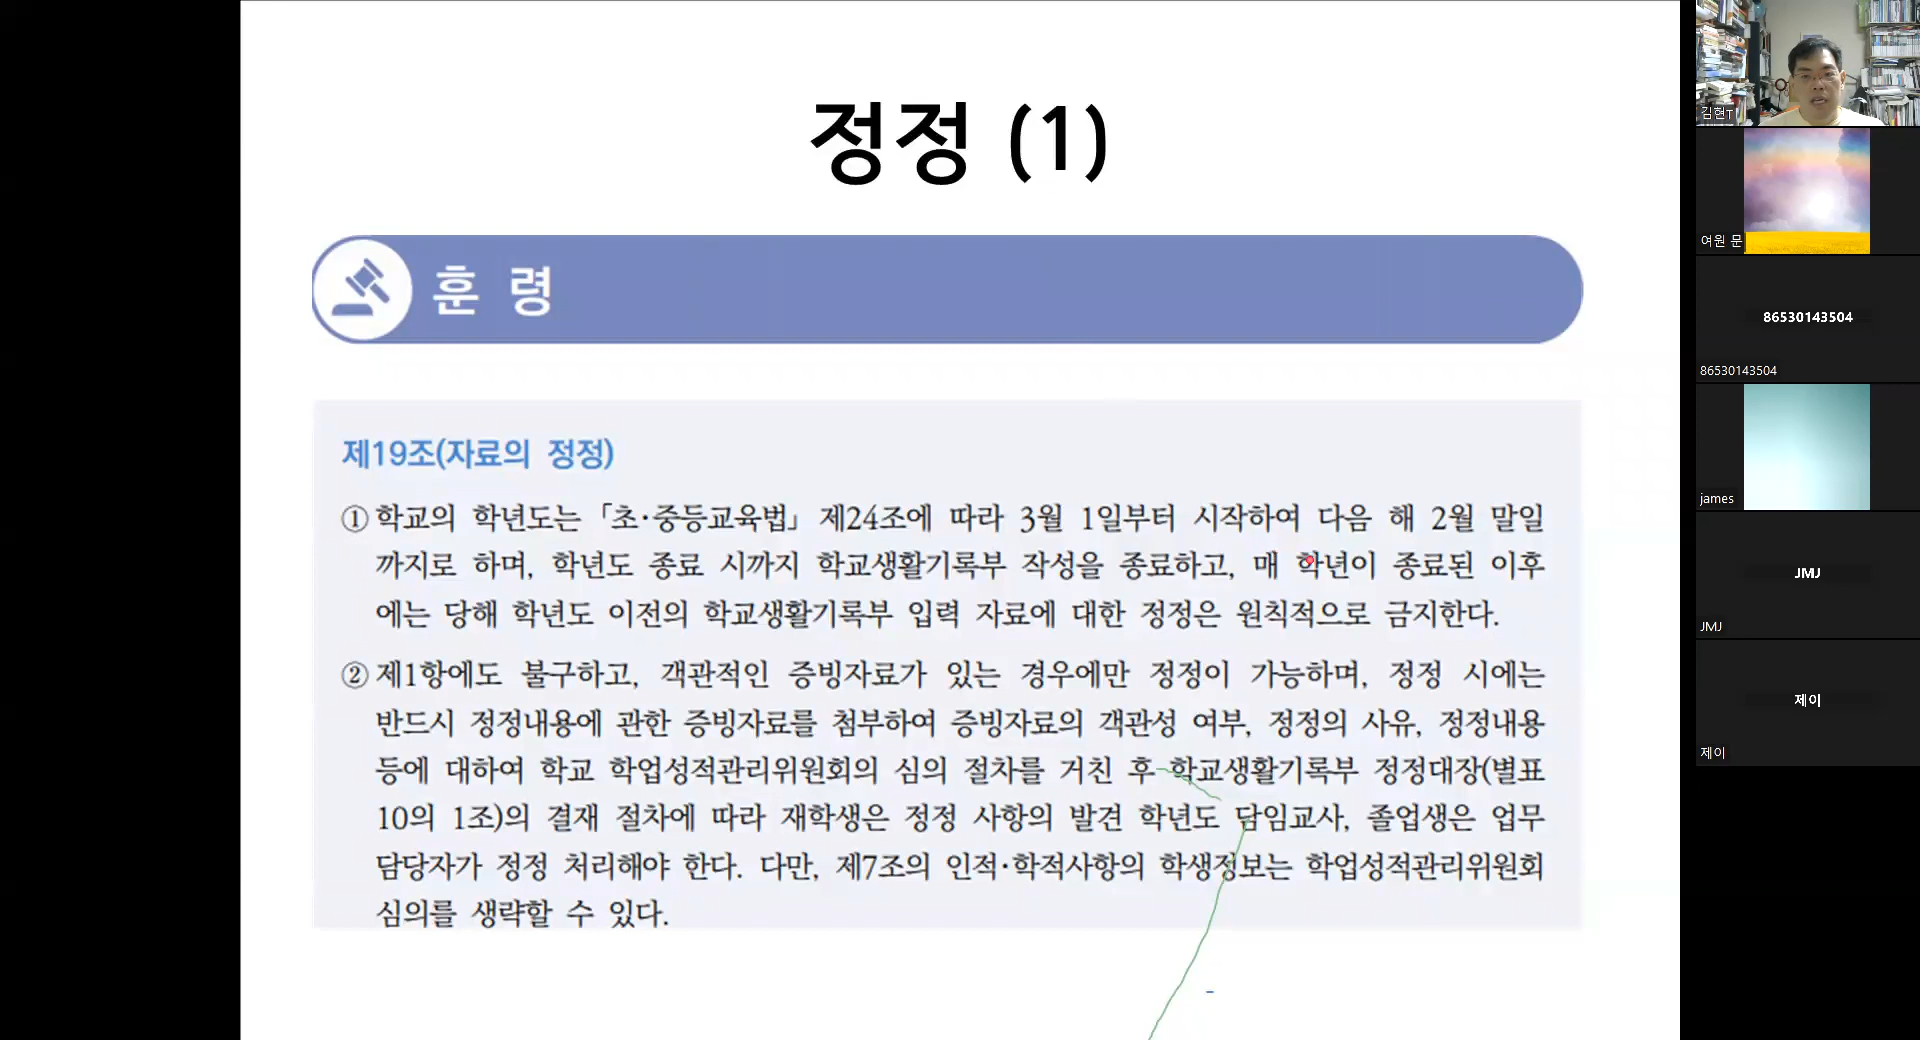 정정 (1)
훈 령
제19조(자료의 정정)
① 학교의 학년도는 「초·중등교육법」 제24조에 따라 3월 1일부터 시작하여 다음 해 2월 말일
까지로 하며, 학년도 종료 시까지 학교생활기록부 작성을 종료하고, 매 학년이 종료된 이후
에는 당해 학년도 이전의 학교생활기록부 입력 자료에 대한 정정은 원칙적으로 금지한다.
② 제1항에도 불구하고, 객관적인 증빙자료가 있는 경우에만 정정이 가능하며, 정정 시에는
반드시 정정내용에 관한 증빙자료를 첨부하여 증빙자료의 객관성 여부, 정정의 사유, 정정내용
등에 대하여 학교 학업성적관리위원회의 심의 절차를 거친 후 학교생활기록부 정정대장(별표
10의 1조)의 결재 절차에 따라 재학생은 정정 사항의 발견 학년도 담임교사, 졸업생은 업무
담당자가 정정 처리해야 한다. 다만, 제7조의 인적·학적사항의 학생정보는 학업성적관리위원회
심의를 생략할 수 있다.
김현T
여원 문
86530143504
86530143504
james
JMJ
JMJ
제이
제이